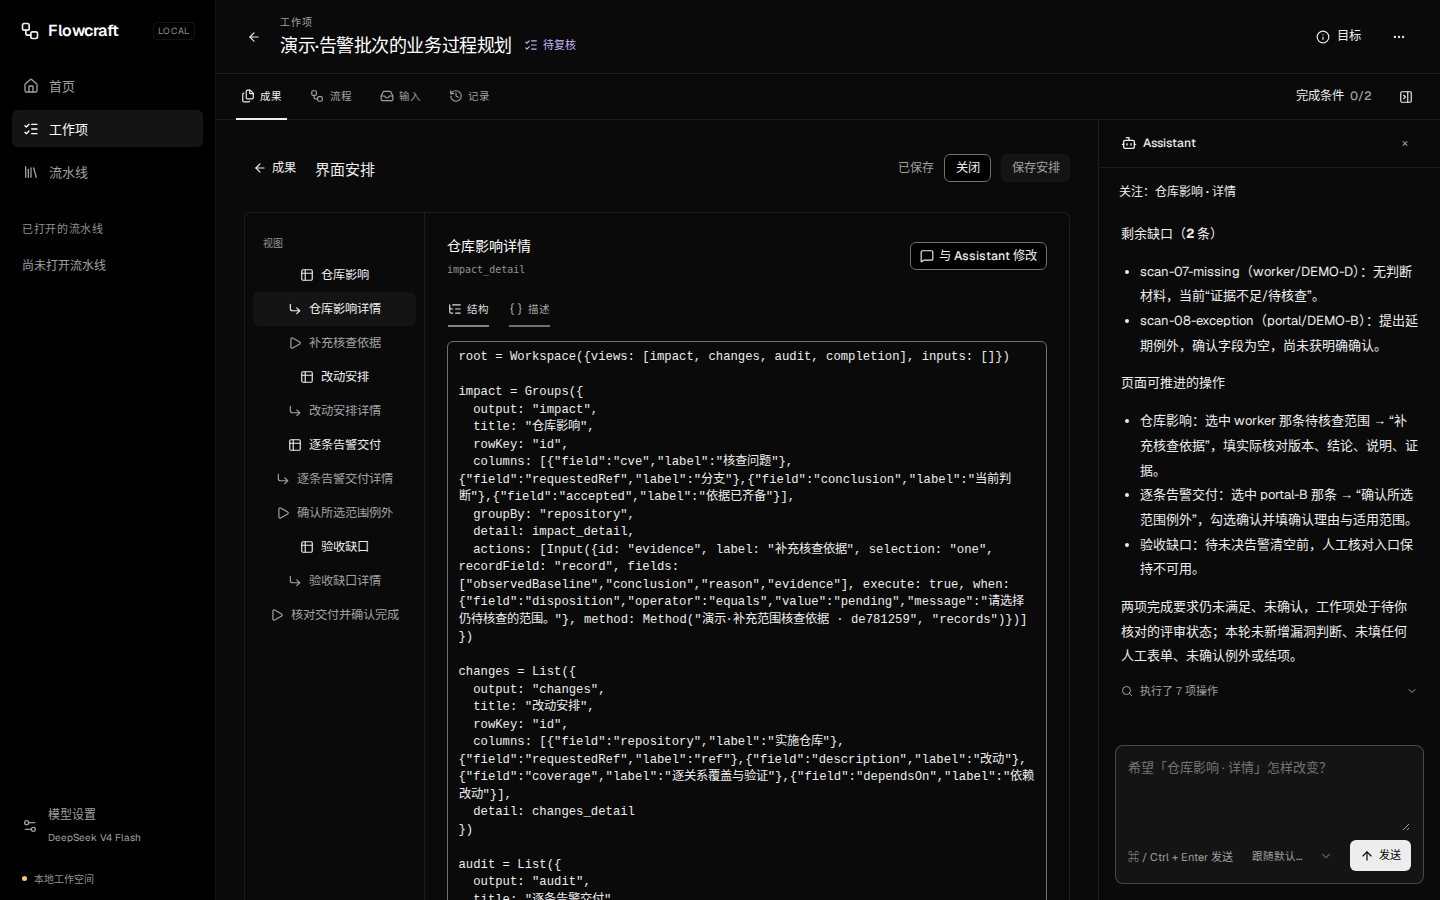 Flowcraft
LOCAL
首页
工作项
流水线
已打开的流水线
尚未打开流水线
模型设置
DeepSeek V4 Flash
本地工作空间
工作项
演示·告警批次的业务过程规划
待复核
目标
成果
流程
输入
记录
完成条件 0/2
成果
界面安排
已保存
关闭
保存安排
视图
仓库影响
仓库影响详情
补充核查依据
改动安排
改动安排详情
逐条告警交付
逐条告警交付详情
确认所选范围例外
验收缺口
验收缺口详情
核对交付并确认完成
仓库影响详情
impact_detail
与 Assistant 修改
结构
描述
root = Workspace({views: [impact, changes, audit, completion], inputs: []})
impact = Groups({
output: "impact",
title: "仓库影响",
rowKey: "id",
columns: [{"field":"cve","label":"核查问题"},
{"field":"requestedRef","label":"分支"},{"field":"conclusion","label":"当前判
断"},{"field":"accepted","label":"依据已齐备"}],
groupBy: "repository",
detail: impact_detail,
actions: [Input({id: "evidence", label: "补充核查依据", selection: "one",
recordField: "record", fields:
["observedBaseline","conclusion","reason","evidence"], execute: true, when:
{"field":"disposition","operator":"equals","value":"pending","message":"请选择
仍待核查的范围。"}, method: Method("演示·补充范围核查依据 · de781259", "records")})]
})
changes = List({
output: "changes",
title: "改动安排",
rowKey: "id",
columns: [{"field":"repository","label":"实施仓库"},
{"field":"requestedRef","label":"ref"},{"field":"description","label":"改动"},
{"field":"coverage","label":"逐关系覆盖与验证"},{"field":"dependsOn","label":"依赖
改动"}],
detail: changes_detail
})
audit = List({
output: "audit",
title: "逐条告警交付"
Assistant
×
关注：仓库影响 · 详情
剩余缺口（2 条）
scan-07-missing（worker/DEMO-D）：无判断
材料，当前“证据不足/待核查”。
scan-08-exception（portal/DEMO-B）：提出延
期例外，确认字段为空，尚未获明确确认。
页面可推进的操作
仓库影响：选中 worker 那条待核查范围 → “补
充核查依据”，填实际核对版本、结论、说明、证
据。
逐条告警交付：选中 portal-B 那条 → “确认所选
范围例外”，勾选确认并填确认理由与适用范围。
验收缺口：待未决告警清空前，人工核对入口保
持不可用。
两项完成要求仍未满足、未确认，工作项处于待你
核对的评审状态；本轮未新增漏洞判断、未填任何
人工表单、未确认例外或结项。
执行了 7 项操作
希望「仓库影响 · 详情」怎样改变？
⌘ / Ctrl + Enter 发送
跟随默认...
发送